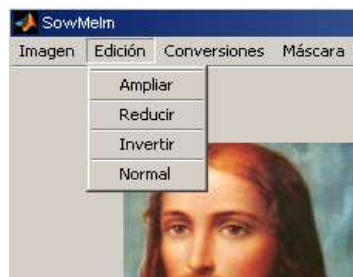 SowMelm
Imagen Edición Conversiones Máscara
Ampliar
Reducir
Invertir
Normal